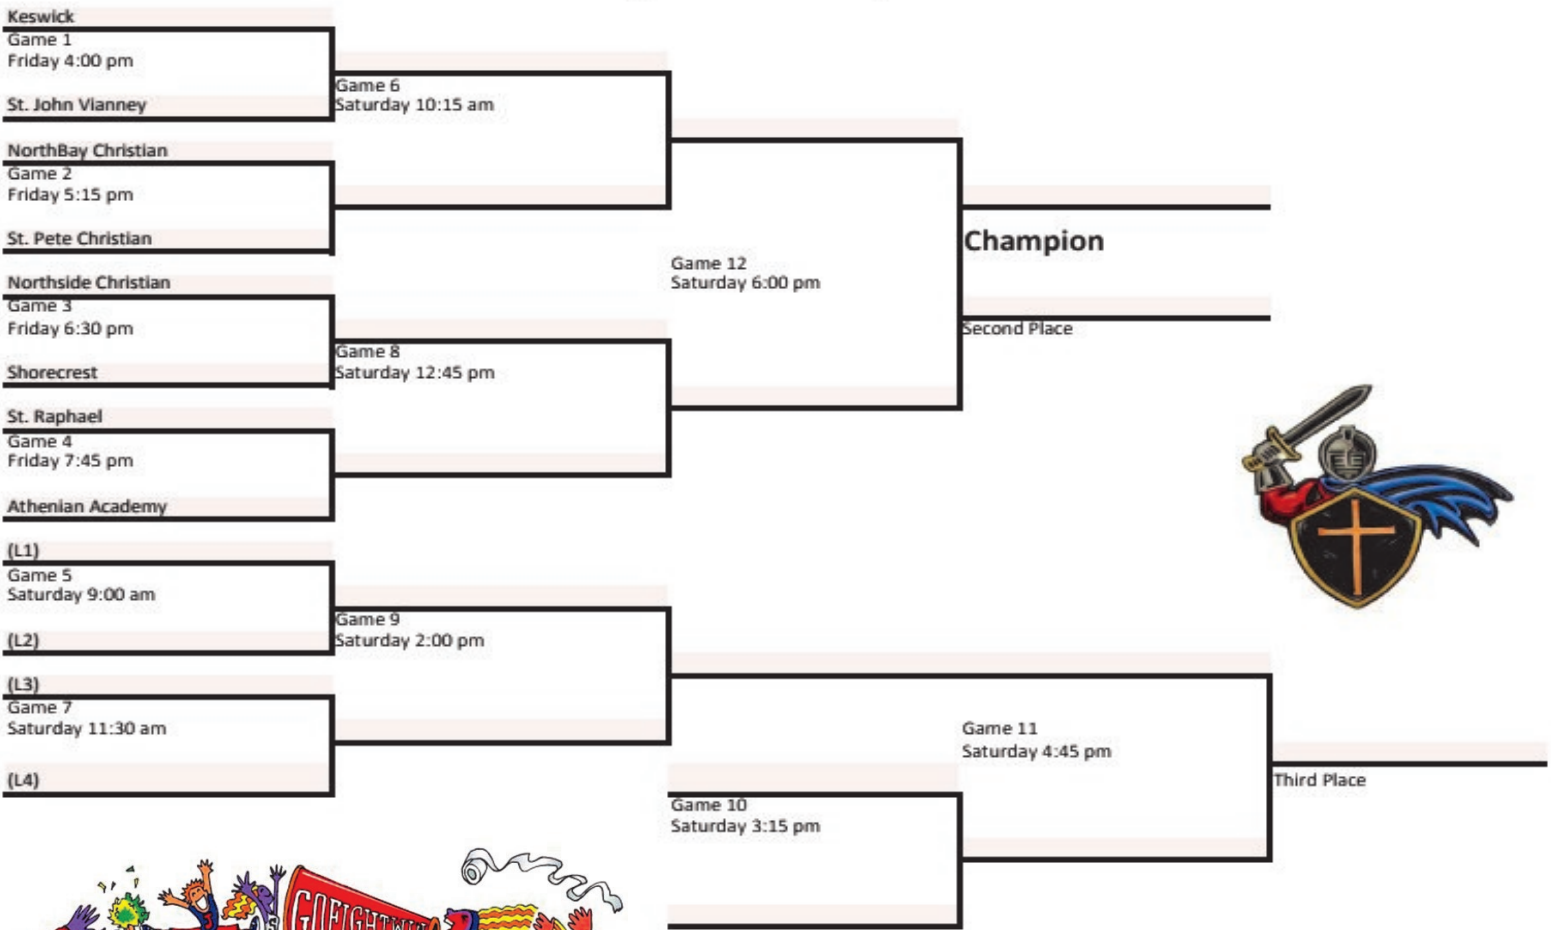 Keswick
Game 1
Friday 4:00 pm
St. John Vianney
NorthBay Christian
Game 2
Friday 5:15 pm
St. Pete Christian
Northside Christian
Game 3
Friday 6:30 pm
Shorecrest
St. Raphael
Game 4
Friday 7:45 pm
Athenian Academy
(L1)
Game 5
Saturday 9:00 am
(L2)
(L3)
Game 7
Saturday 11:30 am
(L4)
Game 6
Saturday 10:15 am
Game 8
Saturday 12:45 pm
Game 9
Saturday 2:00 pm
Game 12
Saturday 6:00 pm
Game 10
Saturday 3:15 pm
Champion
Second Place
Game 11
Saturday 4:45 pm
Third Place